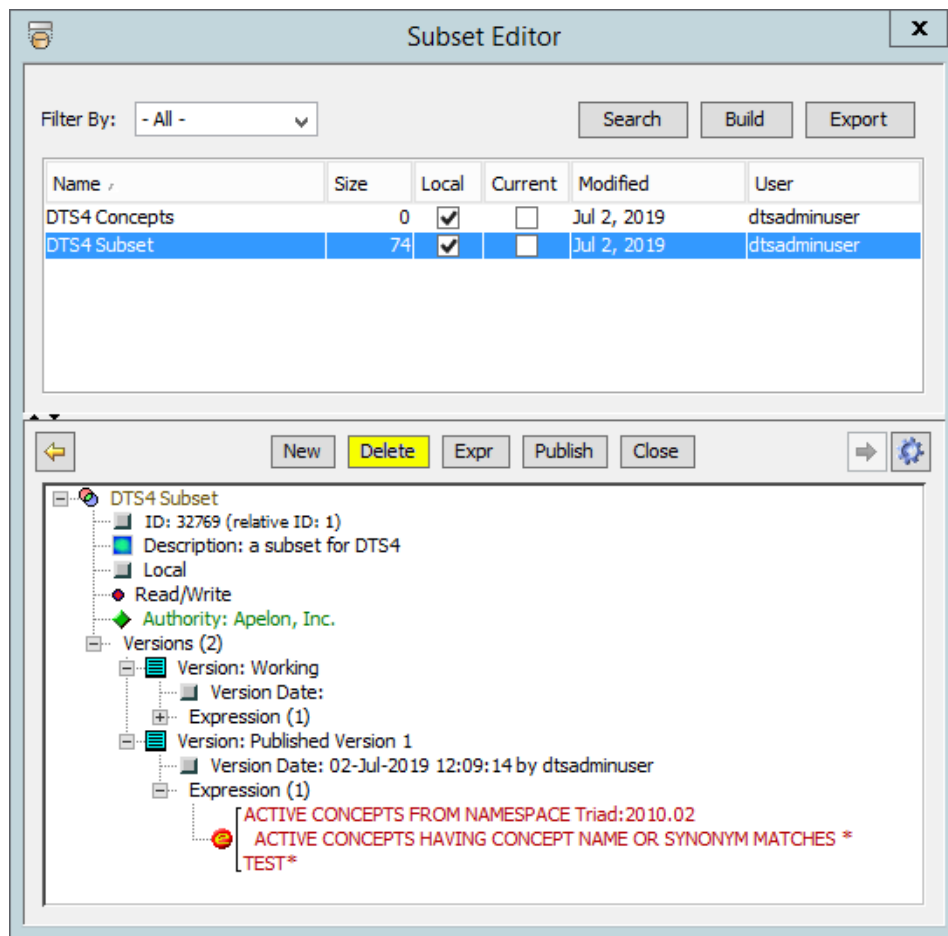 Subset Editor
x
Filter By: - All -
Search Build Export
Name Size Local Current Modified User
DTS4 Concepts 0 Jul 2, 2019 dtsadminuser
DTS4 Subset 74 Jul 2, 2019 dtsadminuser
New Delete Expr Publish Close
DTS4 Subset
ID: 32769 (relative ID: 1)
Description: a subset for DTS4
Local
Read/Write
Authority: Apelon, Inc.
Versions (2)
Version: Working
Version Date:
Expression (1)
Version: Published Version 1
Version Date: 02-Jul-2019 12:09:14 by dtsadminuser
Expression (1)
ACTIVE CONCEPTS FROM NAMESPACE Triad:2010.02
e ACTIVE CONCEPTS HAVING CONCEPT NAME OR SYNONYM MATCHES *
TEST*